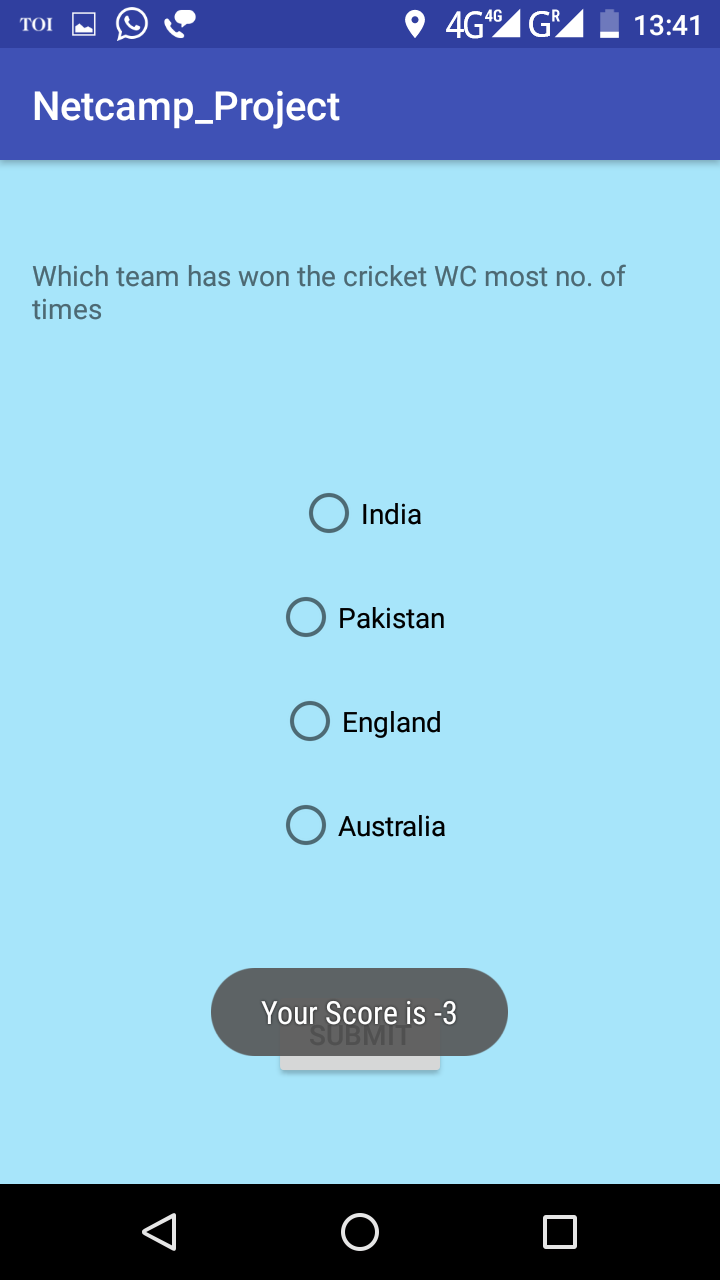 TOI 4G 4G G R 13:41
Netcamp_Project
Which team has won the cricket WC most no. of
times
India
Pakistan
England
Australia
Your Score is -3
SUBMIT